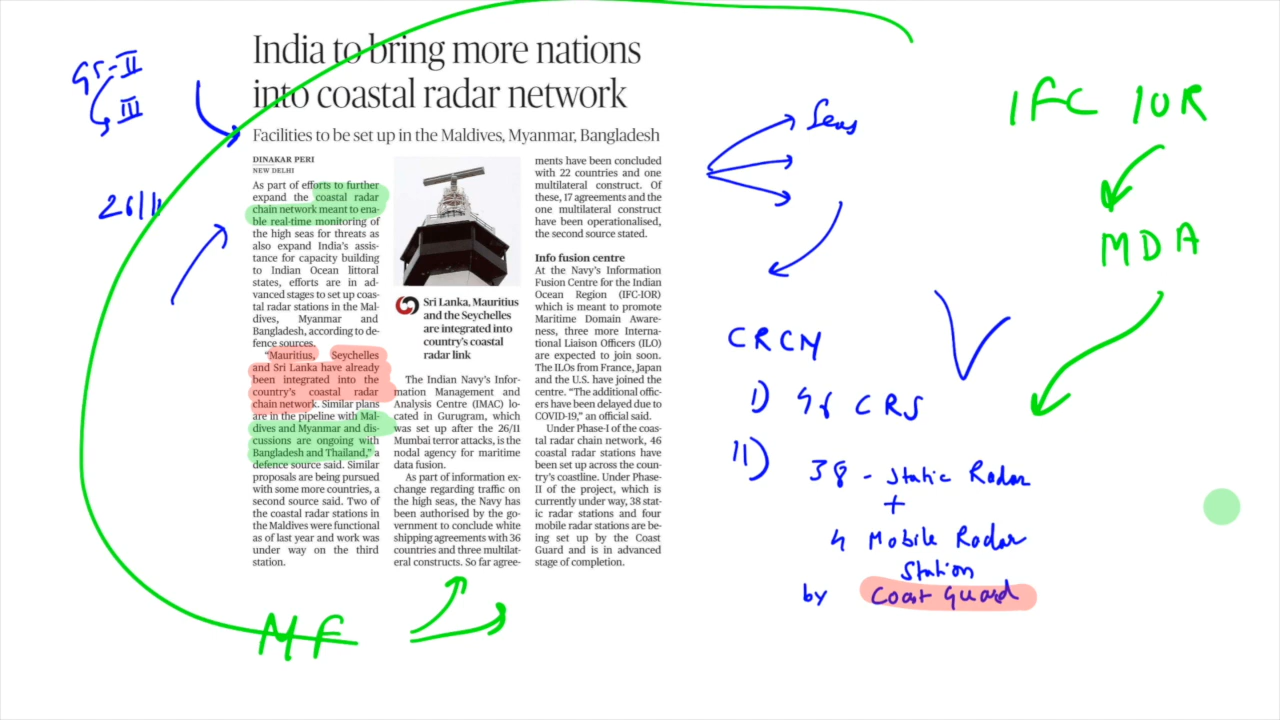 India to bring more nations
into coastal radar network
Facilities to be set up in the Maldives, Myanmar, Bangladesh
DINAKAR PERI
NEW DELHI
As part of efforts to further
expand the coastal radar
chain network meant to ena-
ble real-time monitoring of
the high seas for threats as
also expand India's assis-
tance for capacity building
to Indian Ocean littoral
states, efforts are in ad-
vanced stages to set up coas-
tal radar stations in the Mal-
dives, Myanmar and
Bangladesh, according to de-
fence sources.
"Mauritius, Seychelles
and Sri Lanka have already
been integrated into the
country's coastal radar
chain network. Similar plans
are in the pipeline with Mal-
dives and Myanmar and dis-
cussions are ongoing with
Bangladesh and Thailand," a
defence source said. Similar
proposals are being pursued
with some more countries, a
second source said. Two of
the coastal radar stations in
the Maldives were functional
as of last year and work was
under way on the third
station.
Sri Lanka, Mauritius
and the Seychelles
are integrated into
country's coastal
radar link
The Indian Navy's Infor-
mation Management and
Analysis Centre (IMAC) lo-
cated in Gurugram, which
was set up after the 26/11
Mumbai terror attacks, is the
nodal agency for maritime
data fusion.
As part of information ex-
change regarding traffic on
the high seas, the Navy has
been authorised by the go-
vernment to conclude white
shipping agreements with 36
countries and three multilat-
eral constructs. So far agree-
ments have been concluded
with 22 countries and one
multilateral construct. Of
these, 17 agreements and the
one multilateral construct
have been operationalised,
the second source stated.
Info fusion centre
At the Navy's Information
Fusion Centre for the Indian
Ocean Region (IFC-IOR)
which is meant to promote
Maritime Domain Aware-
ness, three more Interna-
tional Liaison Officers (ILO)
are expected to join soon.
The ILOs from France, Japan
and the U.S. have joined the
centre. "The additional offic-
ers have been delayed due to
COVID-19," an official said.
Under Phase-I of the coas-
tal radar chain network, 46
coastal radar stations have
been set up across the coun-
try's coastline. Under Phase-
II of the project, which is
currently under way, 38 stat-
ic radar stations and four
mobile radar stations are be-
ing set up by the Coast
Guard and is in advanced
stage of completion.
II
III
26/11
Seas
IFC IOR
MDA
CRCN
I) 46 CRS
II) 38 - Static Radar
+
4 Mobile Radar
Station
by Coast Guard